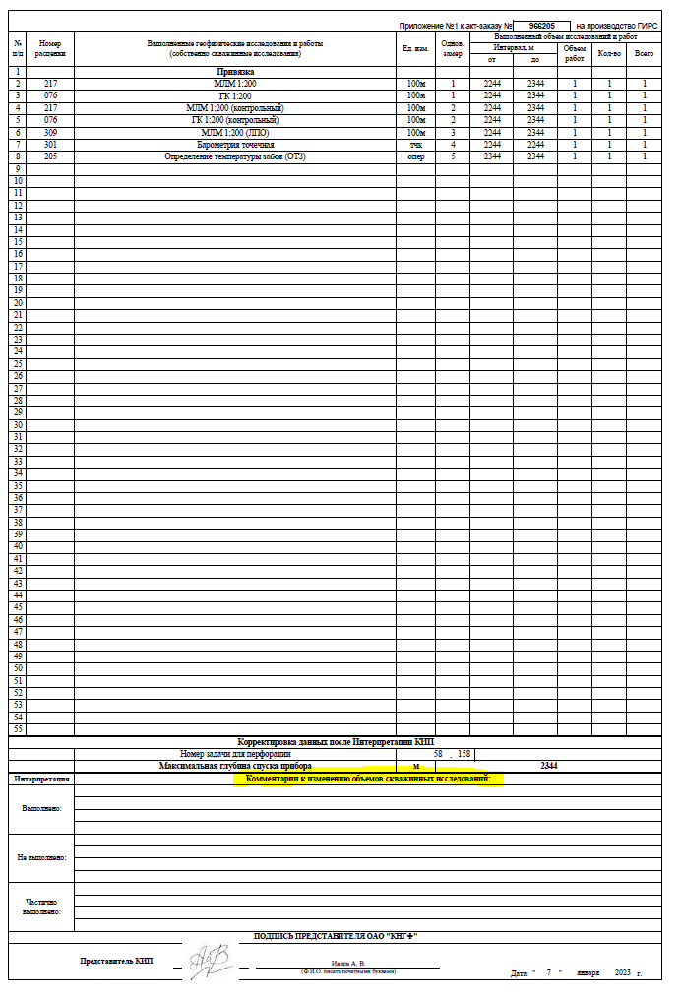 Приложение №1 к акт-заказу № 966205 на производство ГИРС
№ п/п Номер расценки Выполненные геофизические исследования и работы (собственно скважинные исследования) Ед. изм. Однов. замер Выполненный объем исследований и работ
Интервал, м Объем работ Кол-во Всего
от до
1 Привязка
2 217 МЛМ 1:200 100м 1 2244 2344 1 1 1
3 076 ГК 1:200 100м 1 2244 2344 1 1 1
4 217 МЛМ 1:200 (контрольный) 100м 2 2244 2344 1 1 1
5 076 ГК 1:200 (контрольный) 100м 2 2244 2344 1 1 1
6 309 МЛМ 1:200 (ЛПО) 100м 3 2244 2344 1 1 1
7 301 Барометрия точечная тчк 4 2244 2244 1 1 1
8 205 Определение температуры забоя (ОТЗ) опер 5 2344 2344 1 1 1
9
10
11
12
13
14
15
16
17
18
19
20
21
22
23
24
25
26
27
28
29
30
31
32
33
34
35
36
37
38
39
40
41
42
43
44
45
46
47
48
49
50
51
52
53
54
55
Корректировка данных после Интерпретации КИП
Номер задачи для перфорации 58 . 158
Максимальная глубина спуска прибора м 2344
Интерпретация Комментарии к изменению объемов скважинных исследований:
Выполнено:
Не выполнено:
Частично выполнено:
ПОДПИСЬ ПРЕДСТАВИТЕЛЯ ОАО "КНГФ"
Представитель КИП
Ивлев А. В.
(Ф.И.О. писать печатными буквами)
Дата: " 7 " января 2023 г.